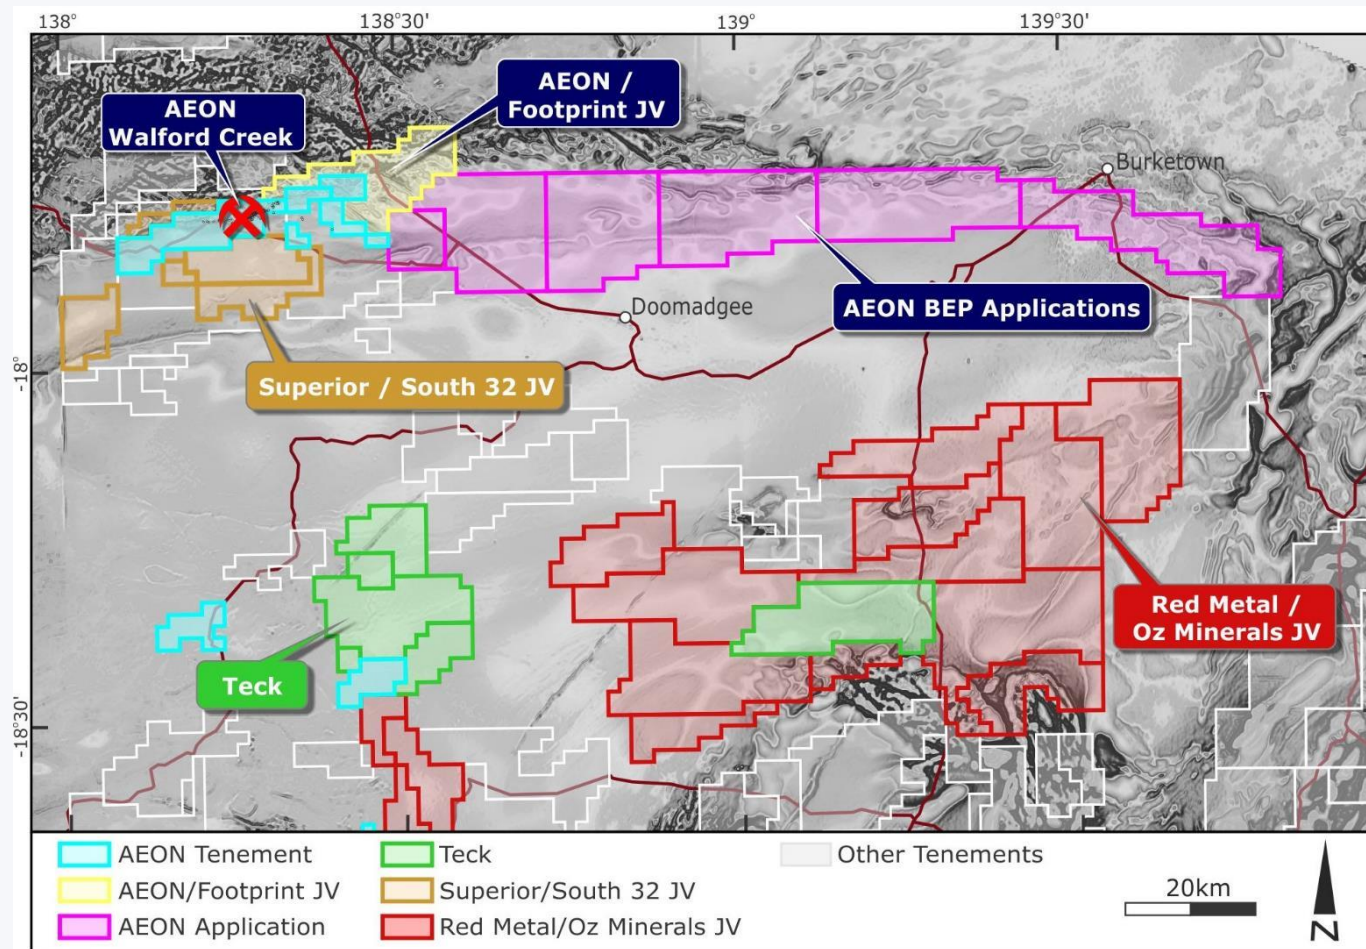 138°
138°30'
139°
139°30'
AEON /
Footprint JV
AEON
Walford Creek
Burketown
AEON BEP Applications
Doomadgee
-18°
Superior / South 32 JV
Red Metal /
Oz Minerals JV
Teck
-18°30'
AEON Tenement
Teck
Other Tenements
AEON/Footprint JV
Superior/South 32 JV
20km
AEON Application
Red Metal/Oz Minerals JV
N